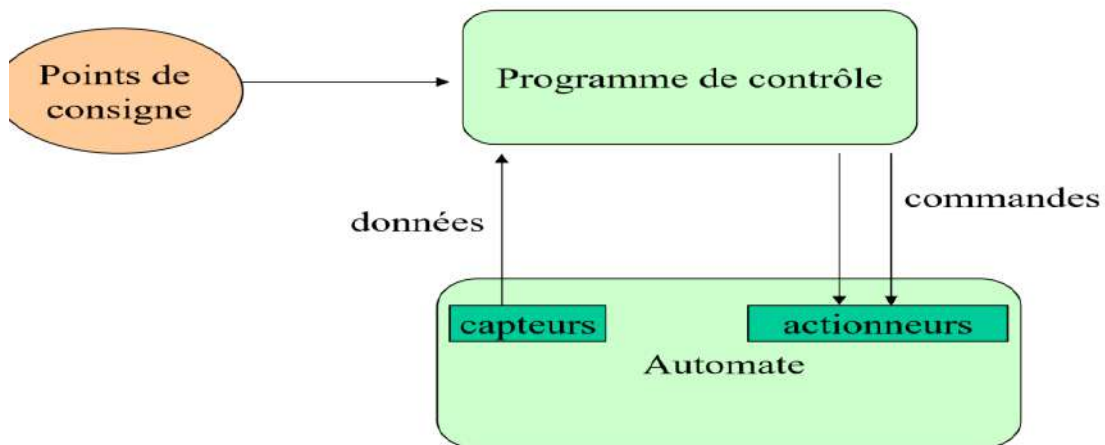 Points de
consigne
Programme de contrôle
données
commandes
capteurs
actionneurs
Automate